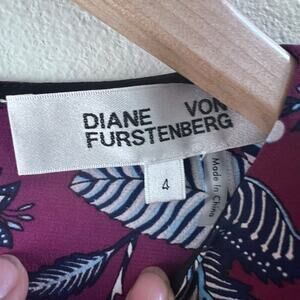 DIANE VON
FURSTENBERG
4
Made In China